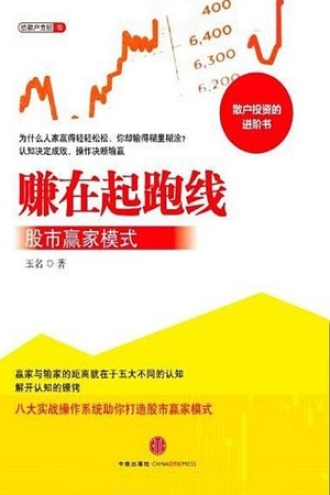 6,400
6,300
6,200
散户投资的
进阶书
为什么人家赢得轻轻松松，你却输得糊里糊涂？
认知决定成败，操作决断输赢
赚在起跑线
股市赢家模式
玉名◎著
赢家与输家的距离就在于五大不同的认知
解开认知的镣铐
八大实战操作系统助你打造股市赢家模式
中信出版社·CHINA CITIC PRESS